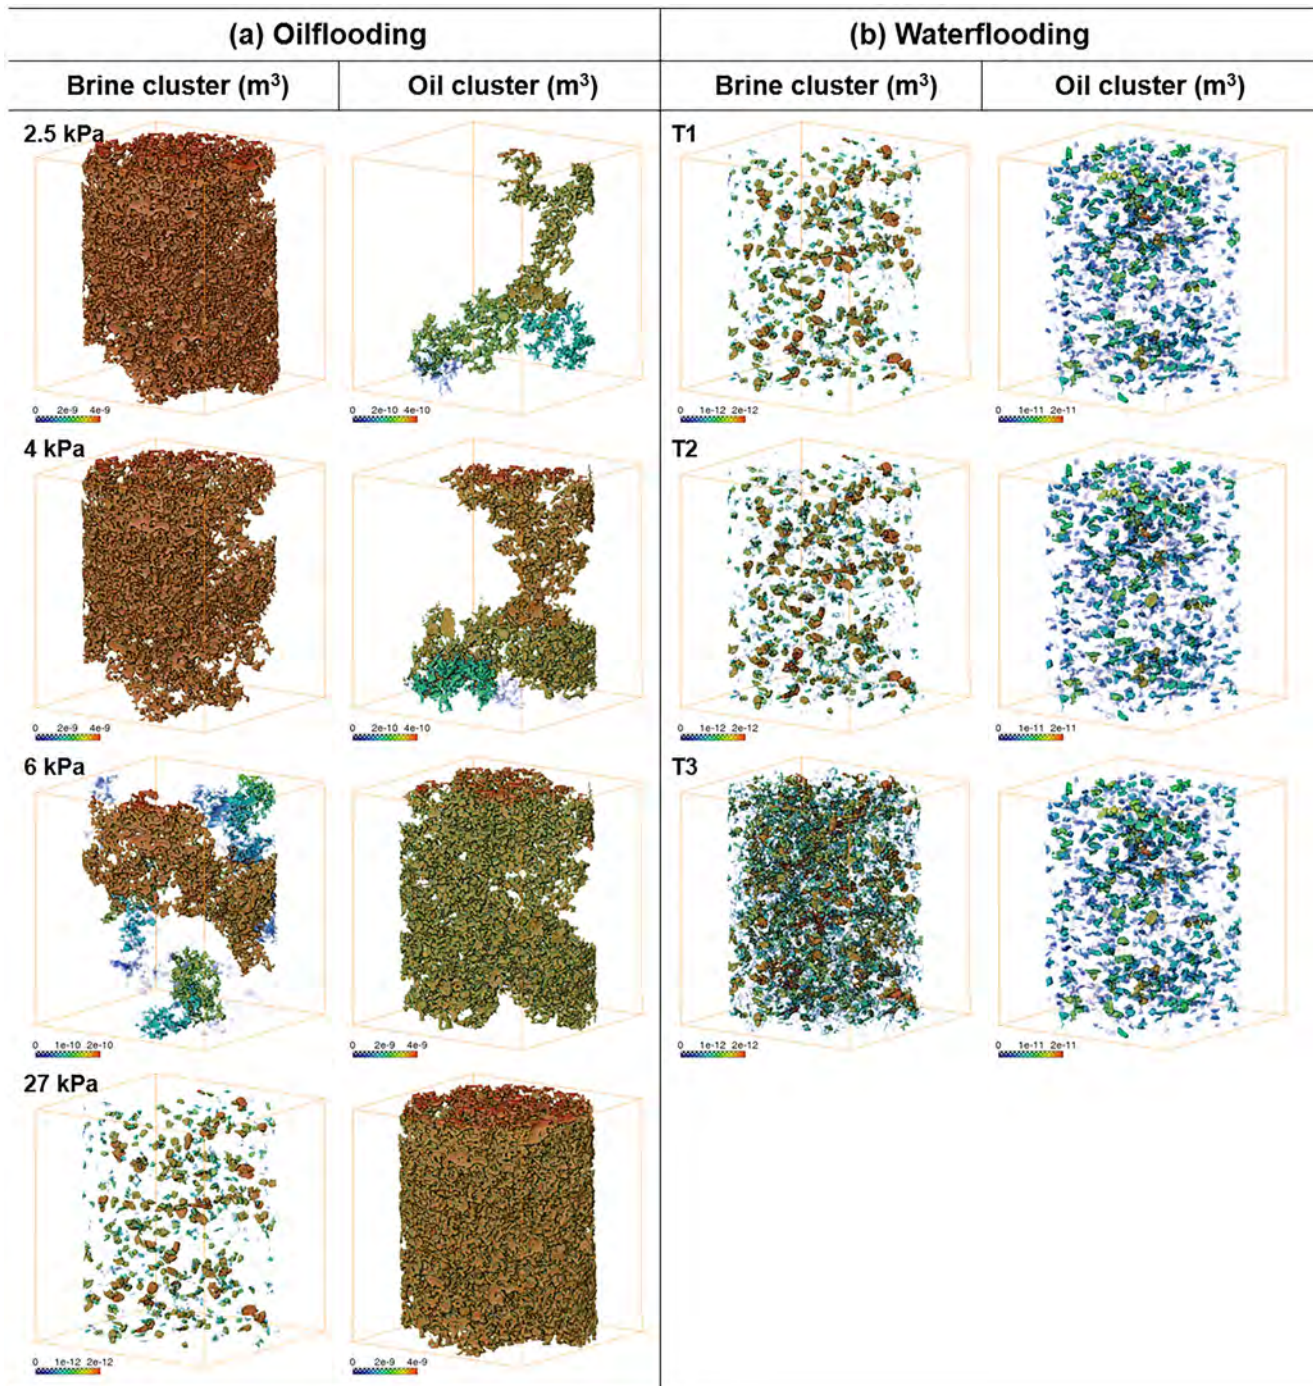 (a) Oilflooding
(b) Waterflooding
Brine cluster (m³)
Oil cluster (m³)
Brine cluster (m³)
Oil cluster (m³)
2.5 kPa
T1
0 2e-9 4e-9
0 2e-10 4e-10
0 1e-12 2e-12
0 1e-11 2e-11
4 kPa
T2
0 2e-9 4e-9
0 2e-10 4e-10
0 1e-12 2e-12
0 1e-11 2e-11
6 kPa
T3
0 1e-10 2e-10
0 2e-9 4e-9
0 1e-12 2e-12
0 1e-11 2e-11
27 kPa
0 1e-12 2e-12
0 2e-9 4e-9